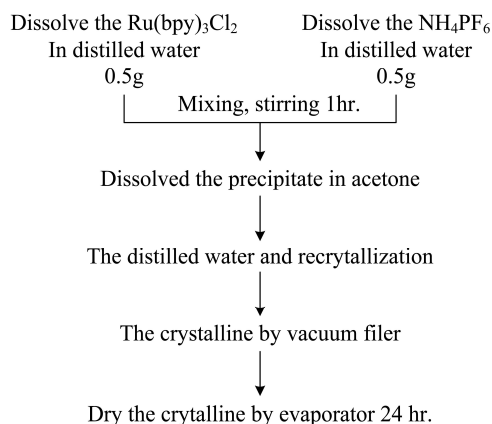 Dissolve the Ru(bpy)₃Cl₂
In distilled water
0.5g
Dissolve the NH₄PF₆
In distilled water
0.5g
Mixing, stirring 1hr.
Dissolved the precipitate in acetone
The distilled water and recrytallization
The crystalline by vacuum filer
Dry the crytalline by evaporator 24 hr.